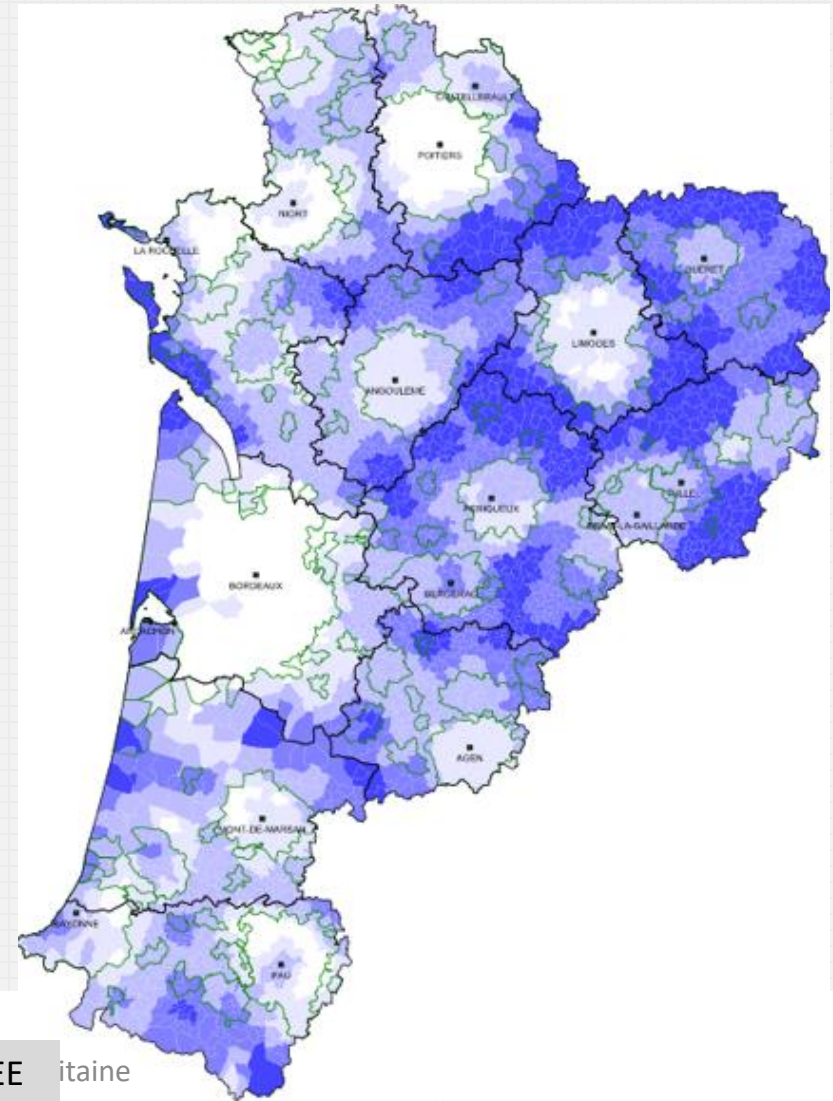 CHATELLERAULT
POITIERS
NIORT
LA ROCHELLE
GUERET
LIMOGES
ANGOULEME
TULLE
PERIGUEUX
BRIVE-LA-GAILLARDE
BORDEAUX
BERGERAC
ARCACHON
AGEN
MONT-DE-MARSAN
BAYONNE
PAU
EE
itaine